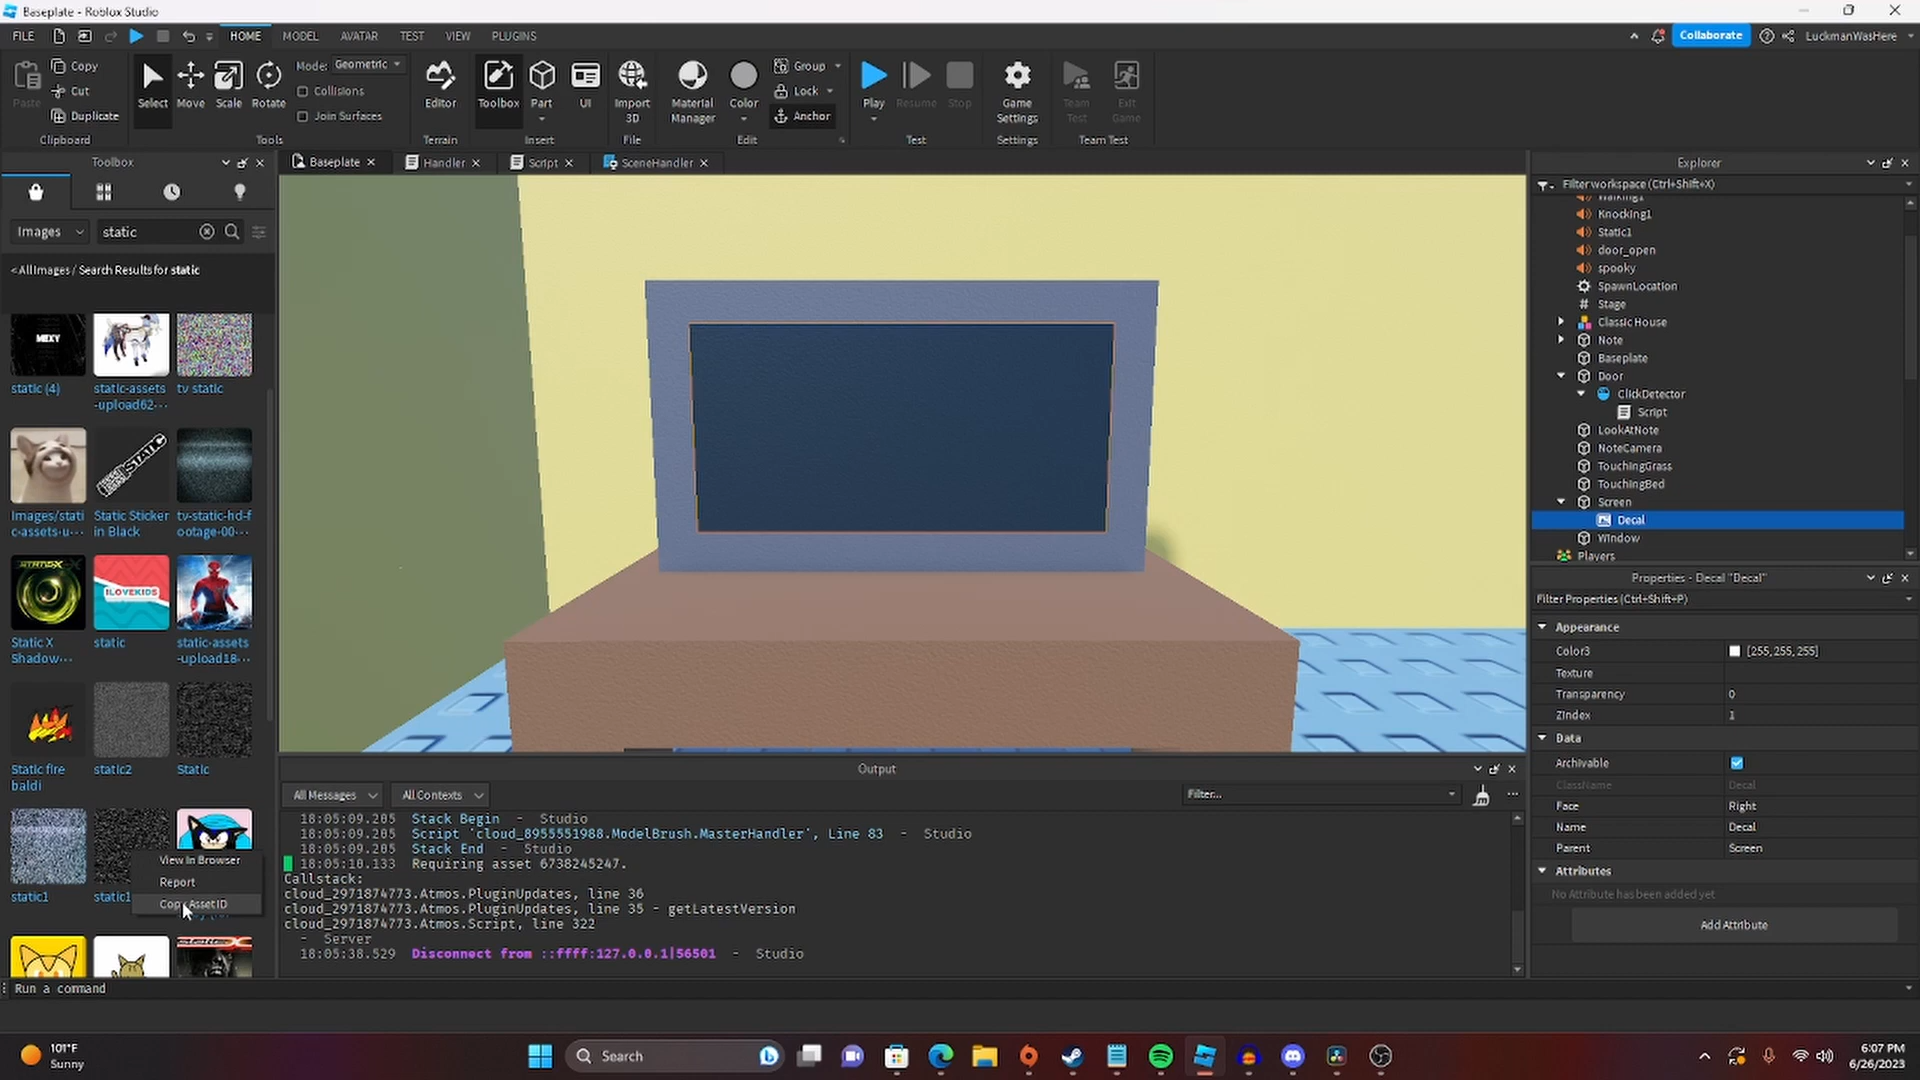 Baseplate - Roblox Studio
FILE HOME MODEL AVATAR TEST VIEW PLUGINS Collaborate LuckmanWasHere
Paste Copy Cut Duplicate Clipboard
Select Move Scale Rotate Mode: Geometric Collisions Join Surfaces Tools
Editor Terrain
Toolbox Part UI Insert
Import 3D File
Material Manager Color Group Lock Anchor Edit
Play Resume Stop Test
Game Settings Settings
Team Test Exit Game Team Test
Toolbox
Baseplate Handler Script SceneHandler
Images static
< All Images / Search Results for static
MEXY
static (4) static-assets-upload62... tv static
Images/static-assets-u... Static Sticker in Black tv-static-hd-footage-00-...
ILOVEKIDS
Static X Shadow... static static-assets-upload18...
Static fire baldi static2 Static
static1 static1
View In Browser
Report
Copy Asset ID
Explorer
Filter workspace (Ctrl+Shift+X)
Walking1
Knocking1
Static1
door_open
spooky
SpawnLocation
Stage
Classic House
Note
Baseplate
Door
ClickDetector
Script
LookAtNote
NoteCamera
TouchingGrass
TouchingBed
Screen
Decal
Window
Players
Properties - Decal "Decal"
Filter Properties (Ctrl+Shift+P)
Appearance
Color3 [255, 255, 255]
Texture
Transparency 0
ZIndex 1
Data
Archivable
ClassName Decal
Face Right
Name Decal
Parent Screen
Attributes
No Attribute has been added yet
Add Attribute
Output
All Messages All Contexts Filter...
18:05:09.205 Stack Begin - Studio
18:05:09.205 Script 'cloud_8955551988.ModelBrush.MasterHandler', Line 83 - Studio
18:05:09.205 Stack End - Studio
18:05:10.133 Requiring asset 6738245247.
Callstack:
cloud_2971874773.Atmos.PluginUpdates, line 36
cloud_2971874773.Atmos.PluginUpdates, line 35 - getLatestVersion
cloud_2971874773.Atmos.Script, line 322
- Server
18:05:38.529 Disconnect from ::ffff:127.0.0.1|56501 - Studio
Run a command
101°F
Sunny
Search
6:07 PM
6/26/2023